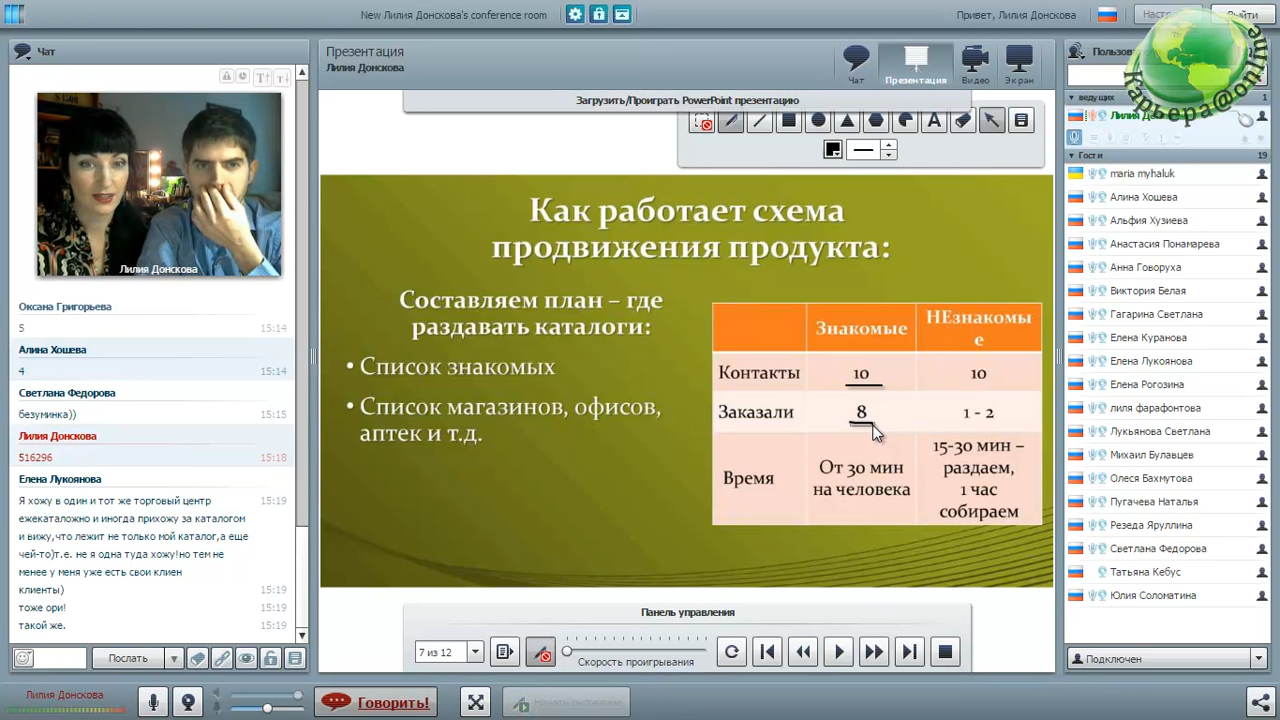 New Лилия Донскова's conference room
Привет, Лилия Донскова
Выйти
Карьера@online
Чат
Лилия Донскова
Оксана Григорьева
5 15:14
Алина Хошева
4 15:14
Светлана Федорова
безуминка)) 15:15
Лилия Донскова
516296 15:18
Елена Лукоянова
Я хожу в один и тот же торговый центр 15:19
ежекаталожно и иногда прихожу за каталогом
и вижу,что лежит не только мой каталог,а еще
чей-то)т.е. не я одна туда хожу!но тем не
менее у меня уже есть свои клиен
клиенты) 15:19
тоже ори! 15:19
такой же. 15:19
Послать
Лилия Донскова
Говорить!
Презентация
Лилия Донскова
Чат
Презентация
Видео
Экран
Загрузить/Проиграть PowerPoint презентацию
Как работает схема
продвижения продукта:
Составляем план – где
раздавать каталоги:
• Список знакомых
• Список магазинов, офисов,
аптек и т.д.
Знакомые НЕзнакомы
е
Контакты 10 10
Заказали 8 1 - 2
Время От 30 мин
на человека 15-30 мин –
раздаем,
1 час
собираем
Панель управления
7 из 12
Скорость проигрывания
ведущих 1
Гости 19
maria myhaluk
Алина Хошева
Альфия Хузиева
Анастасия Понамарева
Анна Говоруха
Виктория Белая
Гагарина Светлана
Елена Куранова
Елена Лукоянова
Елена Рогозина
лиля фарафонтова
Лукьянова Светлана
Михаил Булавцев
Олеся Бахмутова
Пугачева Наталья
Резеда Яруллина
Светлана Федорова
Татьяна Кебус
Юлия Соломатина
Подключен